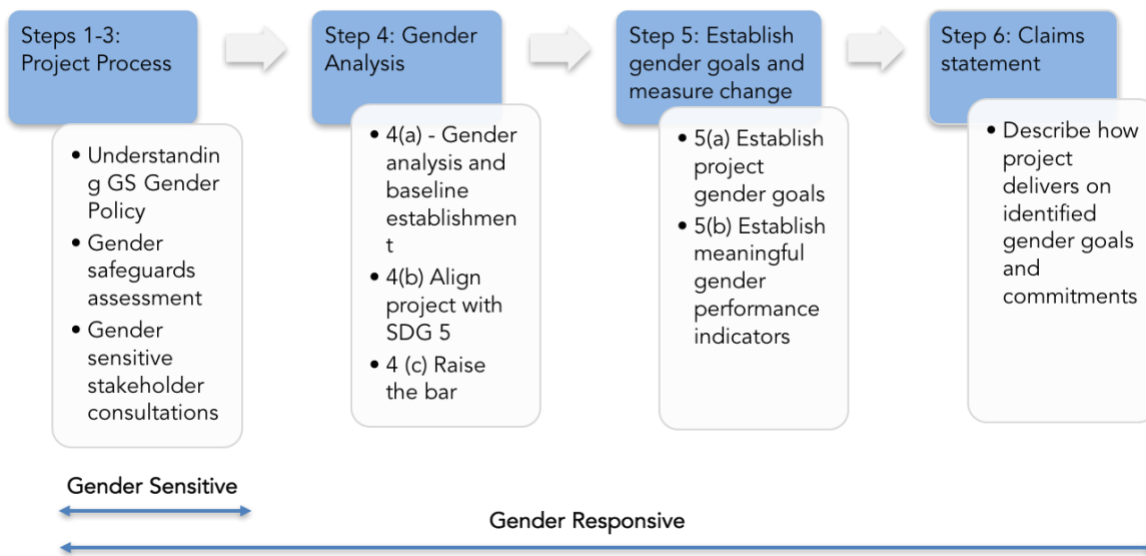 Steps 1-3:
Project Process
• Understandin
g GS Gender
Policy
• Gender
safeguards
assessment
• Gender
sensitive
stakeholder
consultations
Step 4: Gender
Analysis
• 4(a) - Gender
analysis and
baseline
establishmen
t
• 4(b) Align
project with
SDG 5
• 4 (c) Raise
the bar
Step 5: Establish
gender goals and
measure change
• 5(a) Establish
project
gender goals
• 5(b) Establish
meaningful
gender
performance
indicators
Step 6: Claims
statement
• Describe how
project
delivers on
identified
gender goals
and
commitments
Gender Sensitive
Gender Responsive